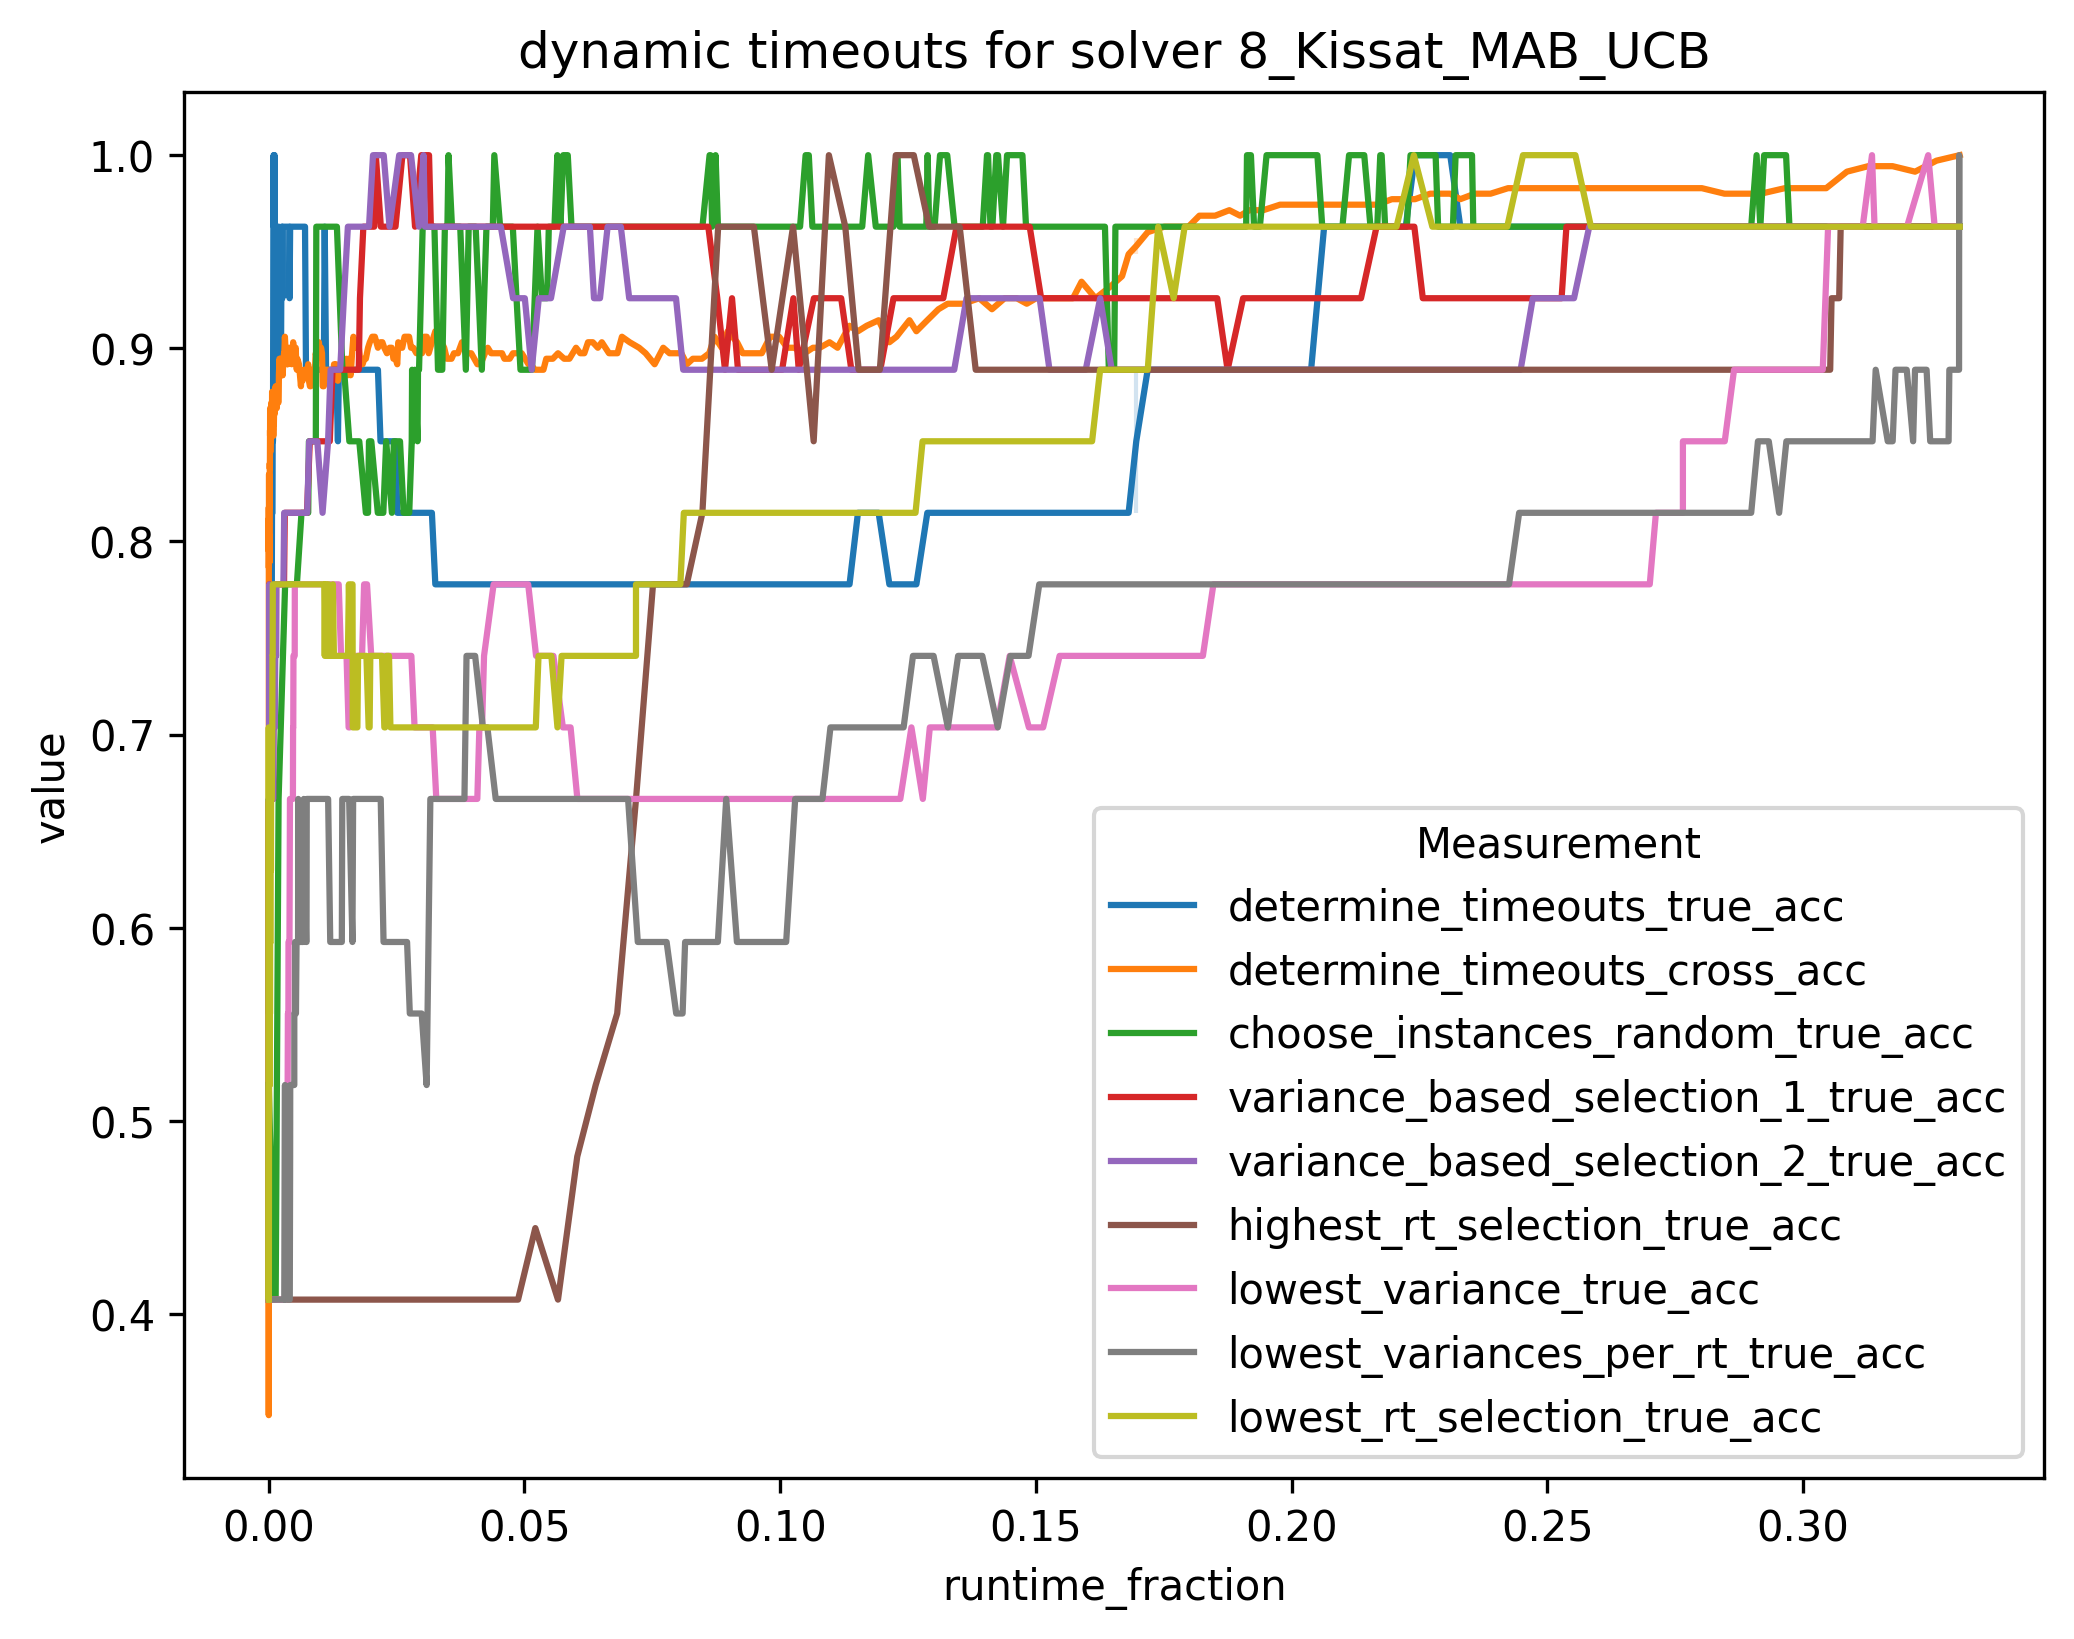 dynamic timeouts for solver 8_Kissat_MAB_UCB
1.0
0.9
0.8
0.7
0.6
0.5
0.4
value
Measurement
determine_timeouts_true_acc
determine_timeouts_cross_acc
choose_instances_random_true_acc
variance_based_selection_1_true_acc
variance_based_selection_2_true_acc
highest_rt_selection_true_acc
lowest_variance_true_acc
lowest_variances_per_rt_true_acc
lowest_rt_selection_true_acc
0.00 0.05 0.10 0.15 0.20 0.25 0.30
runtime_fraction